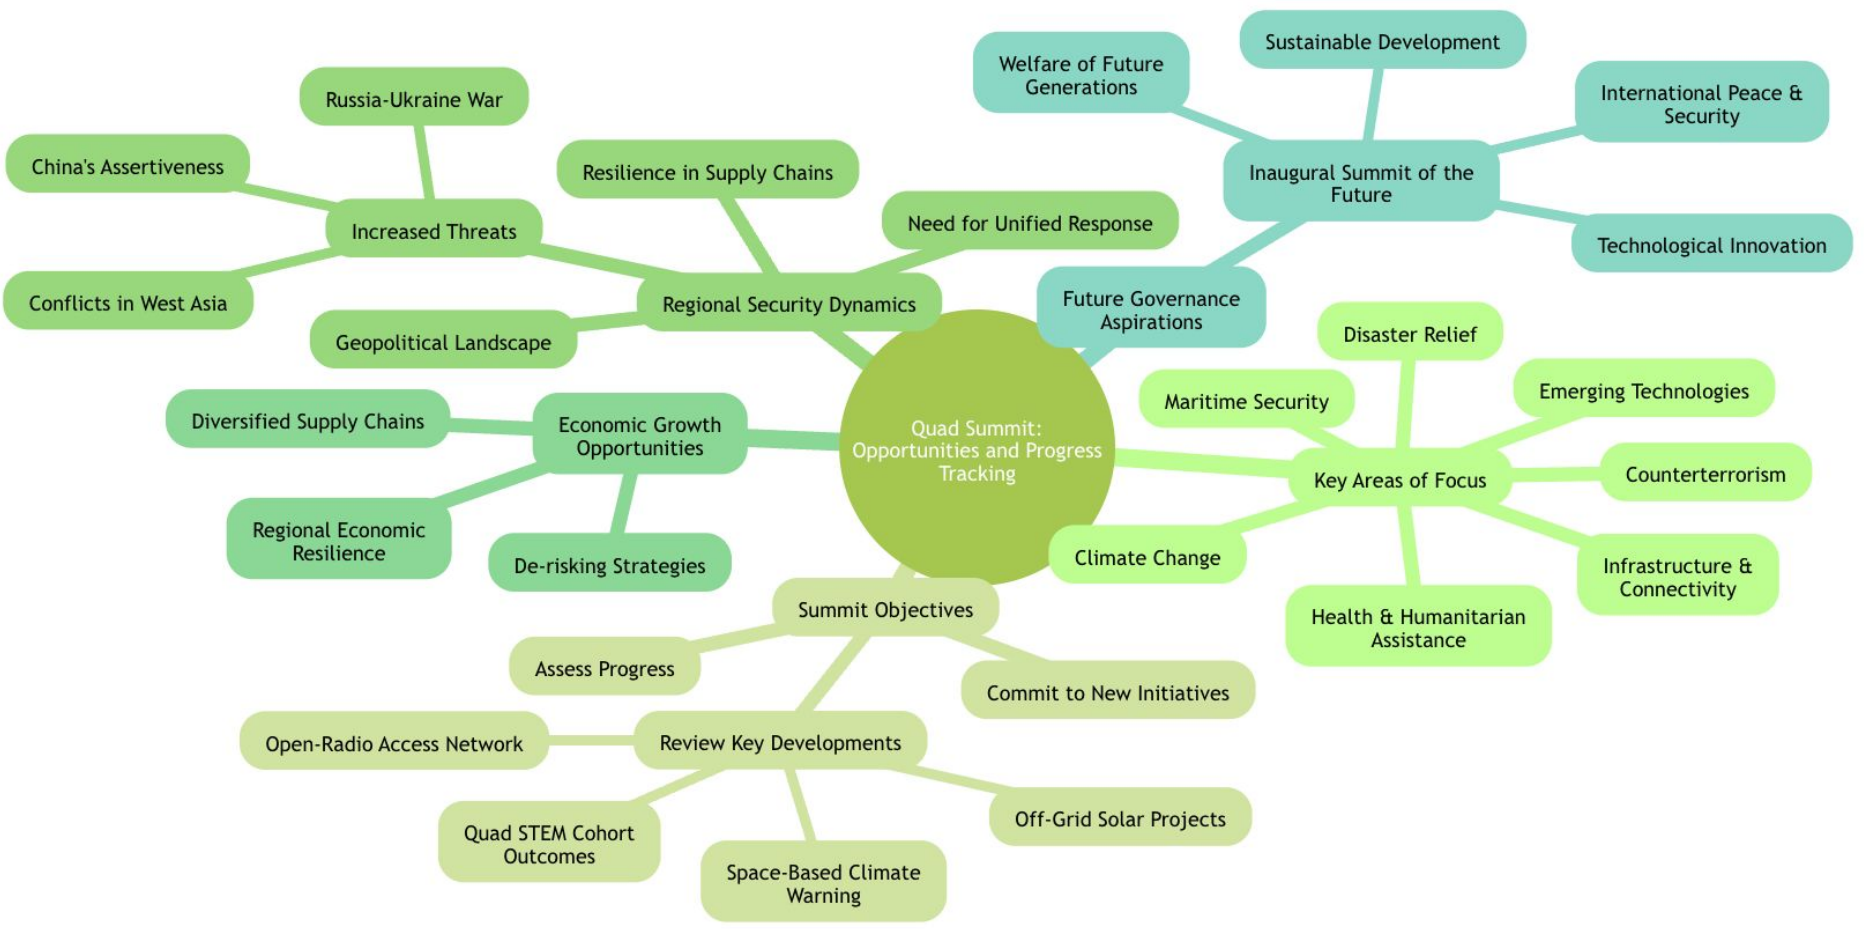 Quad Summit:
Opportunities and Progress
Tracking
Regional Security Dynamics
Increased Threats
Russia-Ukraine War
China's Assertiveness
Conflicts in West Asia
Resilience in Supply Chains
Need for Unified Response
Geopolitical Landscape
Future Governance
Aspirations
Inaugural Summit of the
Future
Welfare of Future
Generations
Sustainable Development
International Peace &
Security
Technological Innovation
Key Areas of Focus
Maritime Security
Disaster Relief
Emerging Technologies
Counterterrorism
Infrastructure &
Connectivity
Health & Humanitarian
Assistance
Climate Change
Economic Growth
Opportunities
Diversified Supply Chains
Regional Economic
Resilience
De-risking Strategies
Summit Objectives
Assess Progress
Commit to New Initiatives
Review Key Developments
Open-Radio Access Network
Quad STEM Cohort
Outcomes
Space-Based Climate
Warning
Off-Grid Solar Projects